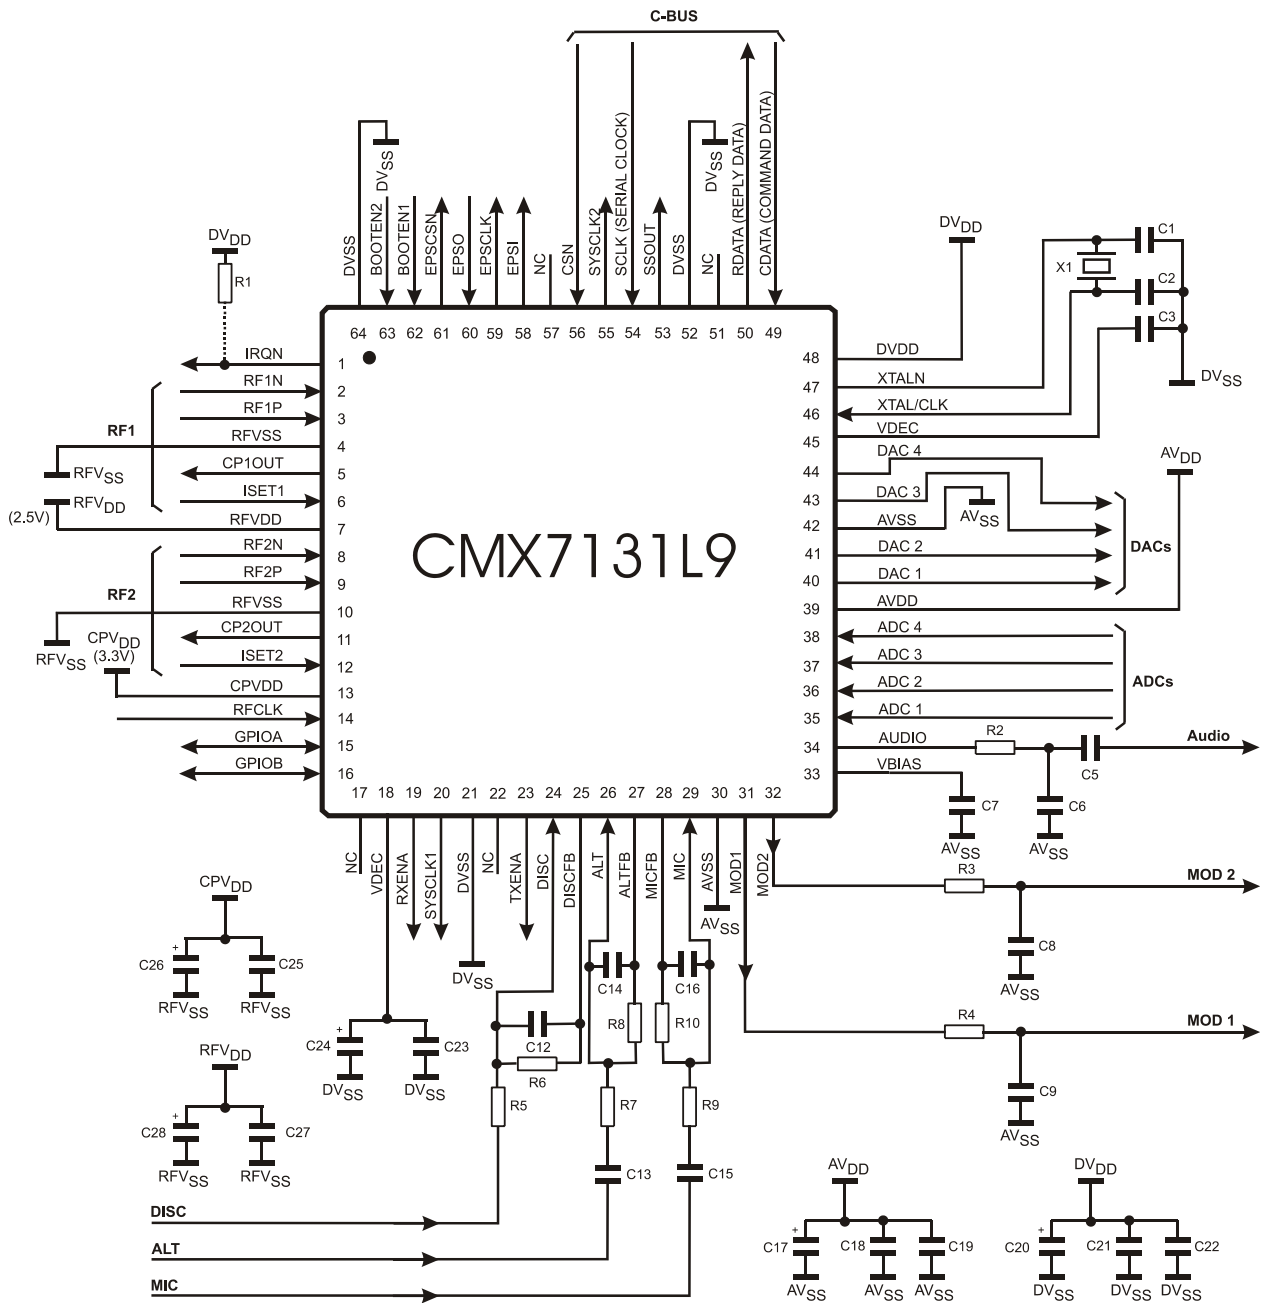 C-BUS
DVSS
DVSS
DVSS
BOOTEN2
BOOTEN1
EPSCSN
EPSO
EPSCLK
EPSI
NC
CSN
SYSCLK2
SCLK (SERIAL CLOCK)
SSOUT
DVSS
NC
RDATA (REPLY DATA)
CDATA (COMMAND DATA)
64 63 62 61 60 59 58 57 56 55 54 53 52 51 50 49
DVDD
R1
IRQN 1
RF1N 2
RF1P 3
RF1
RFVSS 4
CP1OUT 5
RFVSS
ISET1 6
RFVDD
(2.5V)
RFVDD 7
RF2N 8
RF2P 9
RF2
RFVSS 10
CP2OUT 11
RFVSS
CPVDD
(3.3V)
ISET2 12
CPVDD 13
RFCLK 14
GPIOA 15
GPIOB 16
CMX7131L9
DVDD
X1
C1
C2
C3
DVSS
48 DVDD
47 XTALN
46 XTAL/CLK
45 VDEC
44 DAC 4
43 DAC 3
42 AVSS
AVSS
41 DAC 2
40 DAC 1
DACs
AVDD
39 AVDD
38 ADC 4
37 ADC 3
36 ADC 2
35 ADC 1
ADCs
34 AUDIO
R2
C5
Audio
33 VBIAS
C7
C6
AVSS
AVSS
17 18 19 20 21 22 23 24 25 26 27 28 29 30 31 32
NC
VDEC
RXENA
SYSCLK1
DVSS
NC
TXENA
DISC
DISCFB
ALT
ALTFB
MICFB
MIC
AVSS
MOD1
MOD2
AVSS
DVSS
R3
MOD 2
C8
AVSS
R4
MOD 1
C9
AVSS
CPVDD
+
C26
C25
RFVSS
RFVSS
+
C24
C23
DVSS
DVSS
C12
R6
R5
C14
R8
R7
C13
C16
R10
R9
C15
RFVDD
+
C28
C27
RFVSS
RFVSS
DISC
ALT
MIC
AVDD
+
C17
C18
C19
AVSS
AVSS
AVSS
DVDD
+
C20
C21
C22
DVSS
DVSS
DVSS